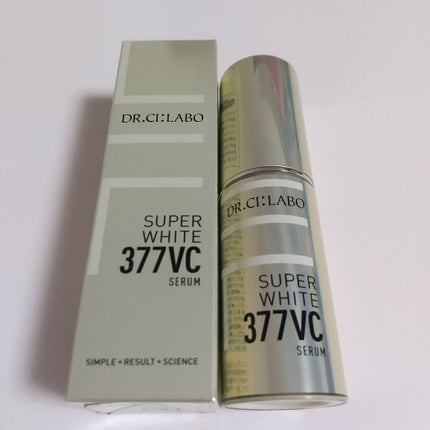 DR.CI:LABO
SUPER
WHITE
377VC
SERUM
SIMPLE + RESULT + SCIENCE
DR.CI:LABO
SUPER
WHITE
377VC
SERUM